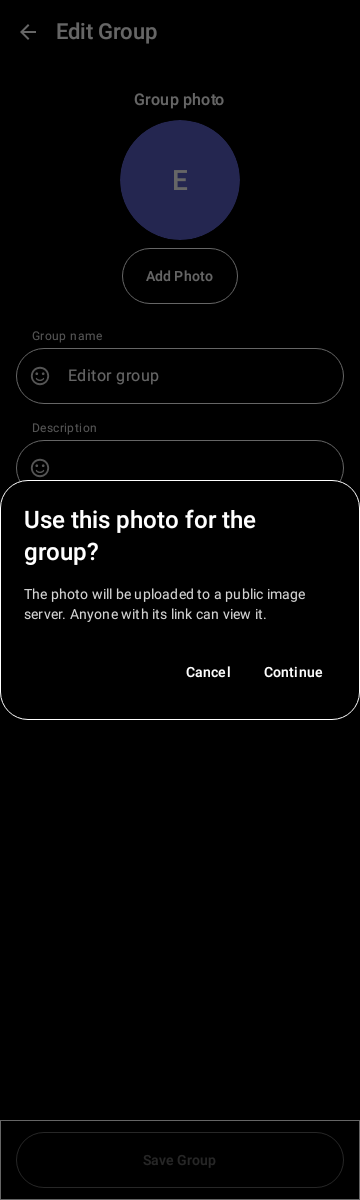 Edit Group
Group photo
E
Add Photo
Group name
Editor group
Description
Use this photo for the
group?
The photo will be uploaded to a public image
server. Anyone with its link can view it.
Cancel
Continue
Save Group